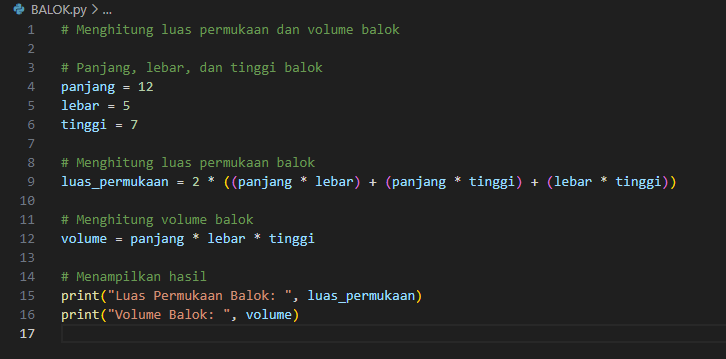 BALOK.py > ...
1 # Menghitung luas permukaan dan volume balok
2
3 # Panjang, lebar, dan tinggi balok
4 panjang = 12
5 lebar = 5
6 tinggi = 7
7
8 # Menghitung luas permukaan balok
9 luas_permukaan = 2 * ((panjang * lebar) + (panjang * tinggi) + (lebar * tinggi))
10
11 # Menghitung volume balok
12 volume = panjang * lebar * tinggi
13
14 # Menampilkan hasil
15 print("Luas Permukaan Balok: ", luas_permukaan)
16 print("Volume Balok: ", volume)
17